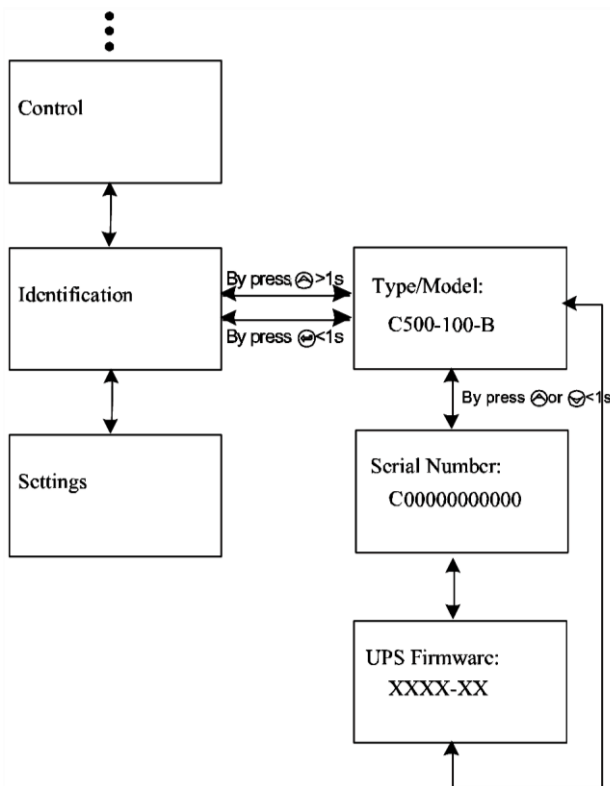 Control
Identification
Settings
By press >1s
By press <1s
Type/Model:
C500-100-B
By press or <1s
Serial Number:
C00000000000
UPS Firmware:
XXXX-XX